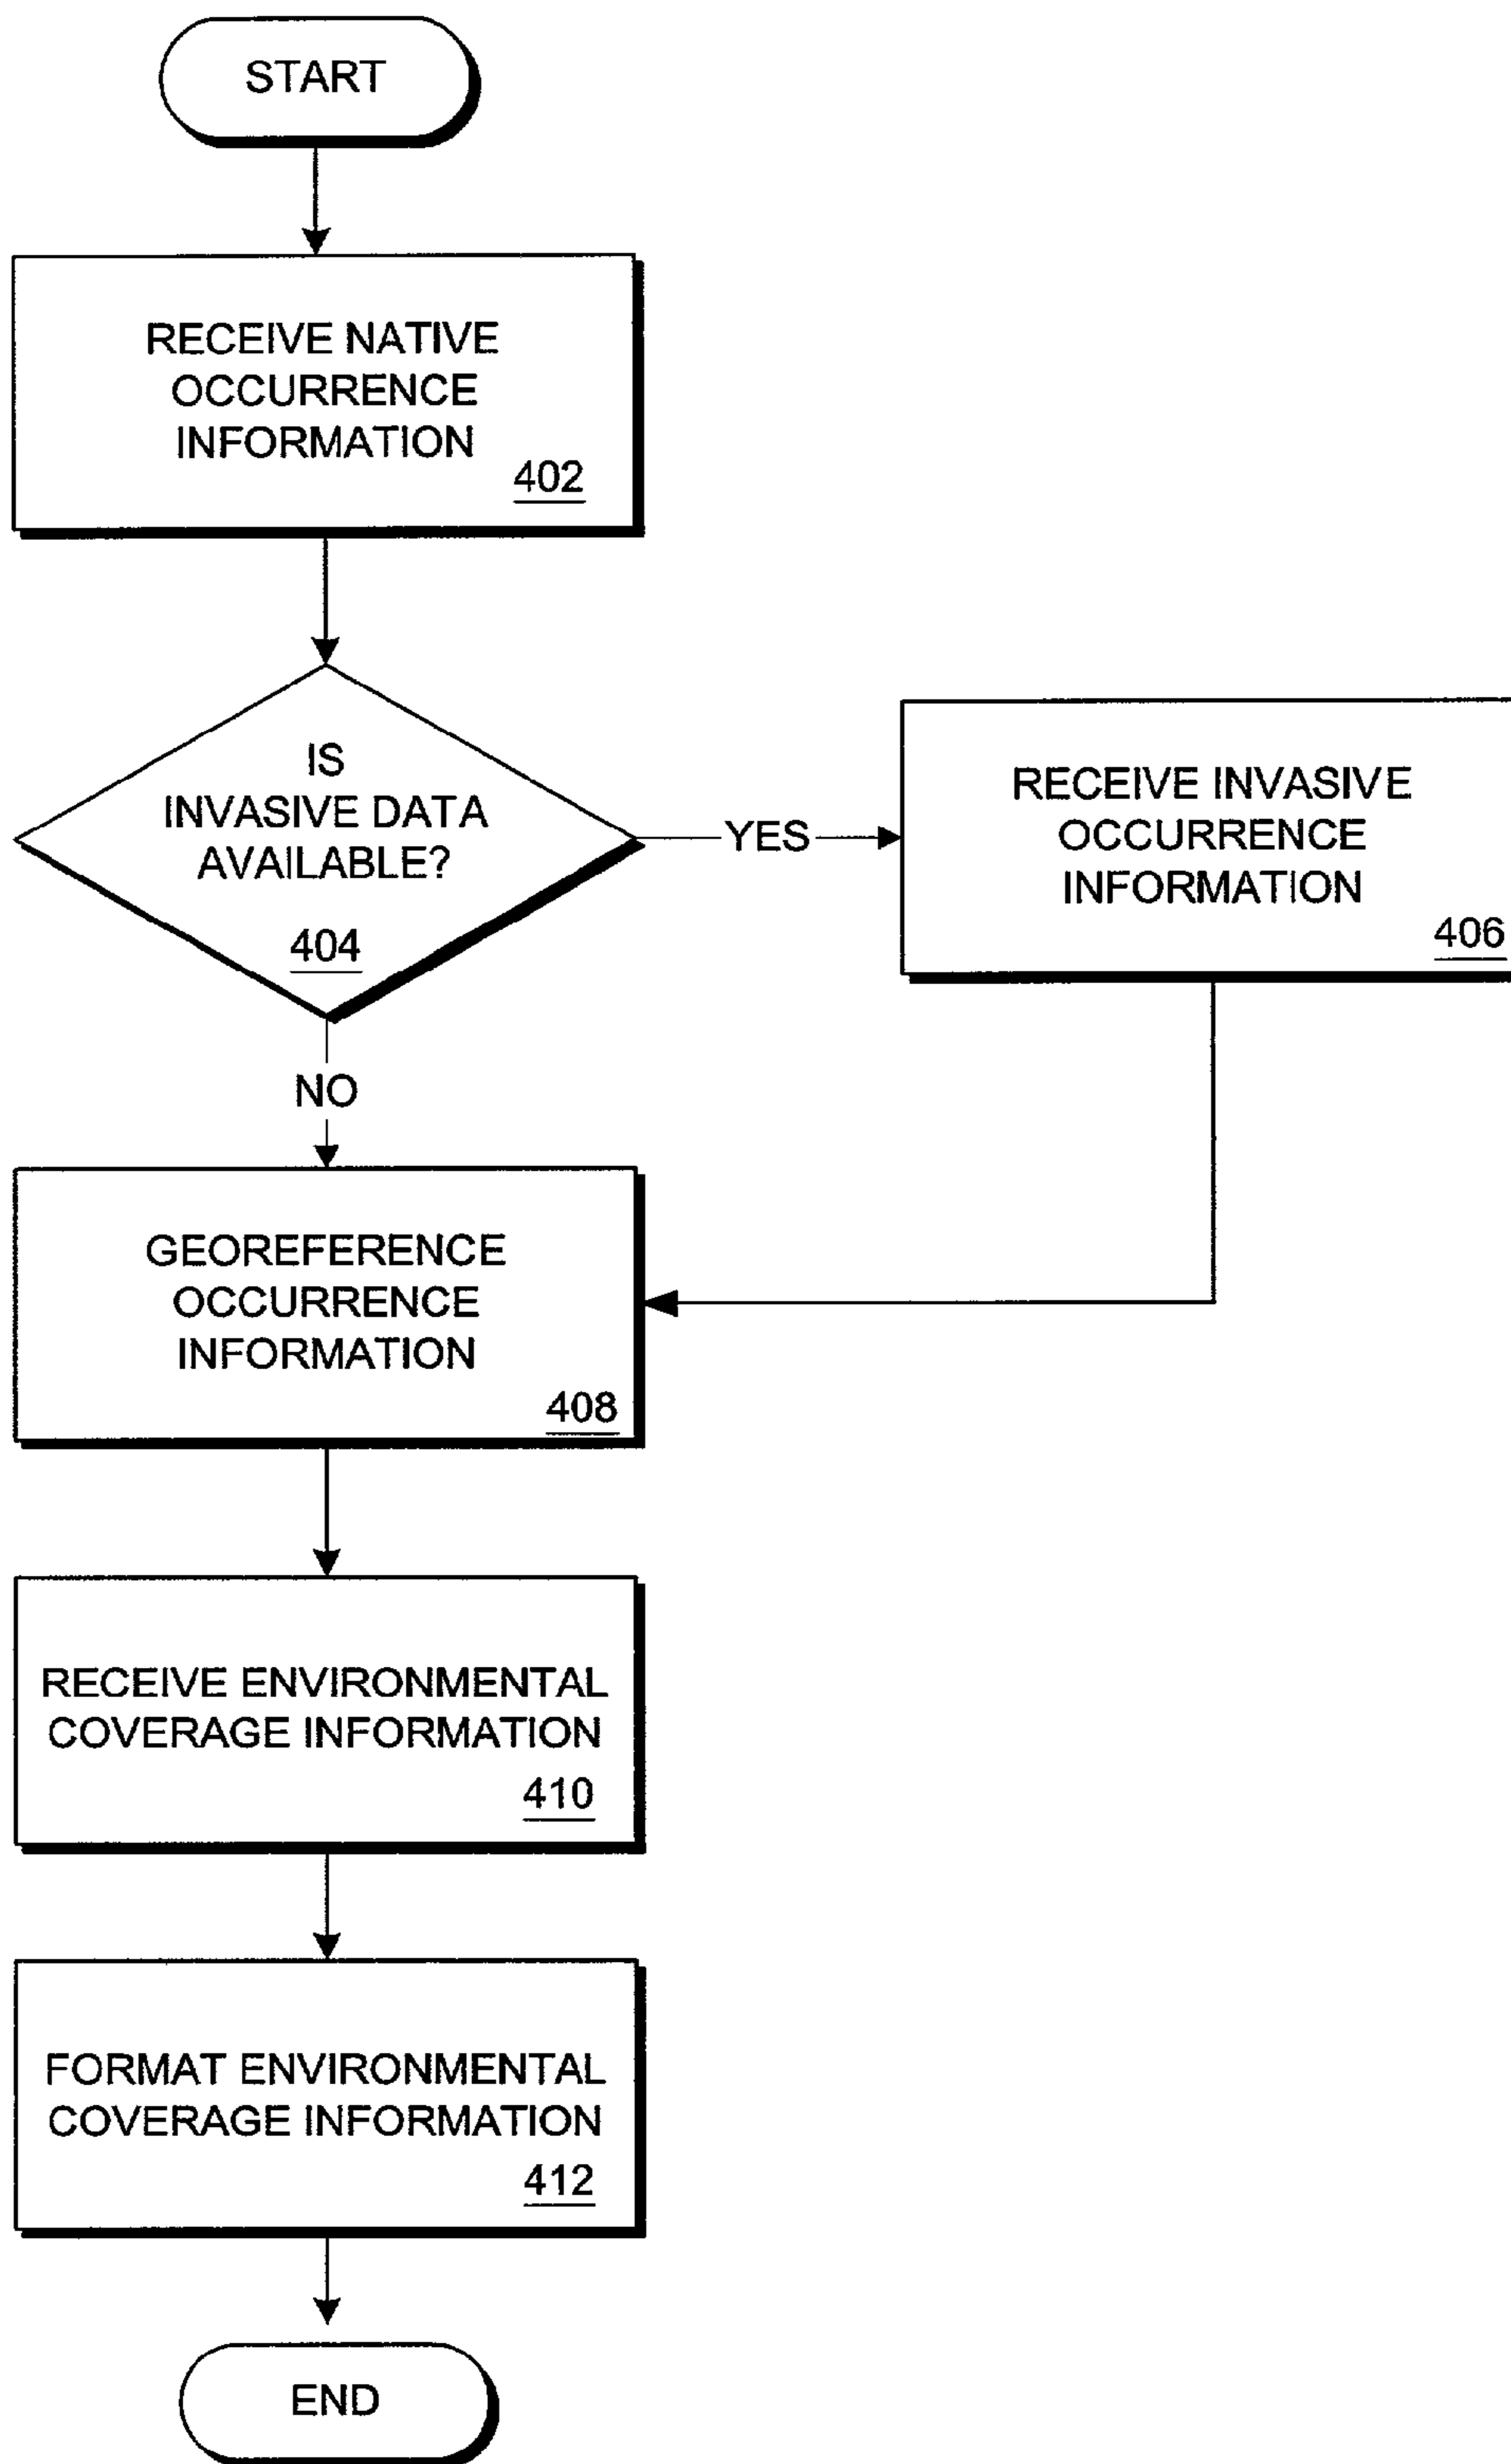 START
RECEIVE NATIVE
OCCURRENCE
INFORMATION
402
IS
INVASIVE DATA
AVAILABLE?
404
YES
RECEIVE INVASIVE
OCCURRENCE
INFORMATION
406
NO
GEOREFERENCE
OCCURRENCE
INFORMATION
408
RECEIVE ENVIRONMENTAL
COVERAGE INFORMATION
410
FORMAT ENVIRONMENTAL
COVERAGE INFORMATION
412
END